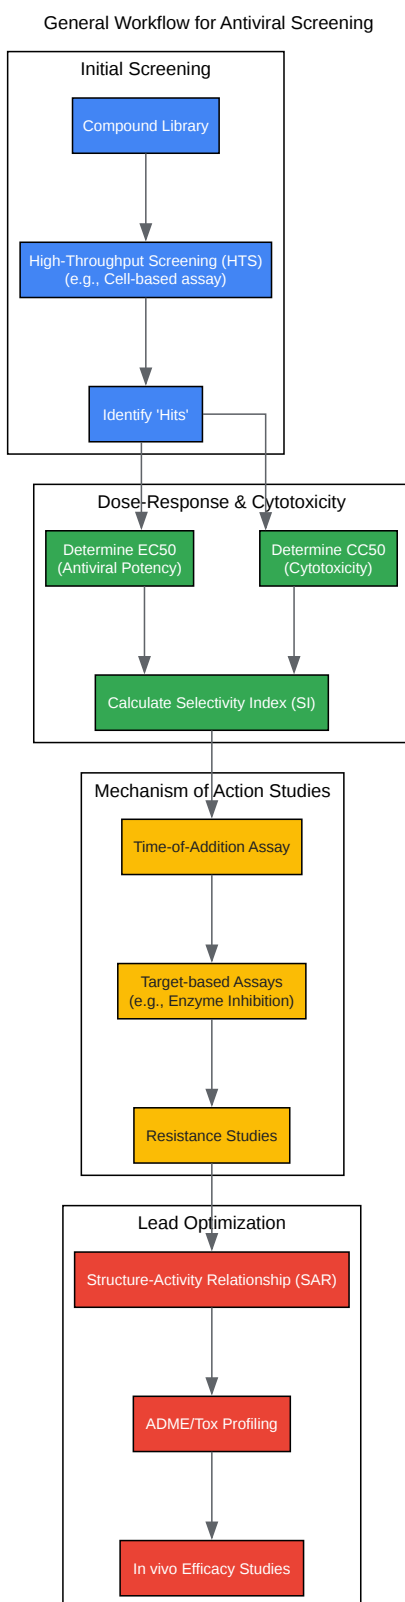 General Workflow for Antiviral Screening
Initial Screening
Compound Library
High-Throughput Screening (HTS)
(e.g., Cell-based assay)
Identify 'Hits'
Dose-Response & Cytotoxicity
Determine EC50
(Antiviral Potency)
Determine CC50
(Cytotoxicity)
Calculate Selectivity Index (SI)
Mechanism of Action Studies
Time-of-Addition Assay
Target-based Assays
(e.g., Enzyme Inhibition)
Resistance Studies
Lead Optimization
Structure-Activity Relationship (SAR)
ADME/Tox Profiling
In vivo Efficacy Studies